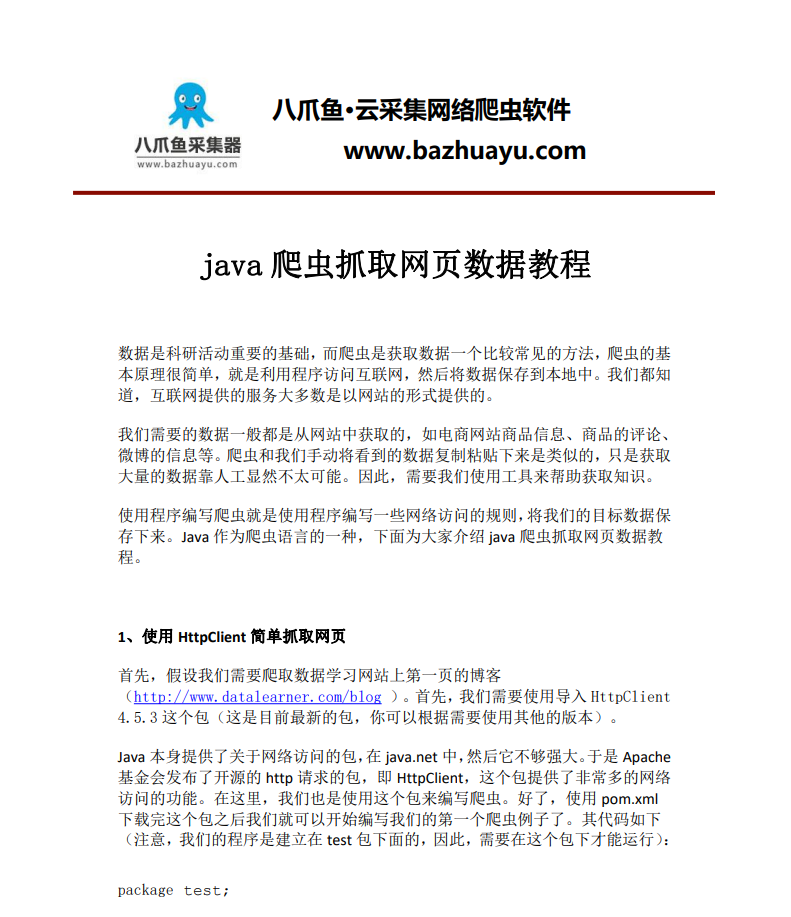 八爪鱼·云采集网络爬虫软件
八爪鱼采集器
www.bazhuayu.com
www.bazhuayu.com
java 爬虫抓取网页数据教程
数据是科研活动重要的基础，而爬虫是获取数据一个比较常见的方法，爬虫的基
本原理很简单，就是利用程序访问互联网，然后将数据保存到本地中。我们都知
道，互联网提供的服务大多数是以网站的形式提供的。
我们需要的数据一般都是从网站中获取的，如电商网站商品信息、商品的评论、
微博的信息等。爬虫和我们手动将看到的数据复制粘贴下来是类似的，只是获取
大量的数据靠人工显然不太可能。因此，需要我们使用工具来帮助获取知识。
使用程序编写爬虫就是使用程序编写一些网络访问的规则，将我们的目标数据保
存下来。Java 作为爬虫语言的一种，下面为大家介绍 java 爬虫抓取网页数据教
程。
1、使用 HttpClient 简单抓取网页
首先，假设我们需要爬取数据学习网站上第一页的博客
（http://www.datalearner.com/blog ）。首先，我们需要使用导入 HttpClient
4.5.3 这个包（这是目前最新的包，你可以根据需要使用其他的版本）。
Java 本身提供了关于网络访问的包，在 java.net 中，然后它不够强大。于是 Apache
基金会发布了开源的 http 请求的包，即 HttpClient，这个包提供了非常多的网络
访问的功能。在这里，我们也是使用这个包来编写爬虫。好了，使用 pom.xml
下载完这个包之后我们就可以开始编写我们的第一个爬虫例子了。其代码如下
（注意，我们的程序是建立在 test 包下面的，因此，需要在这个包下才能运行）：
package test;